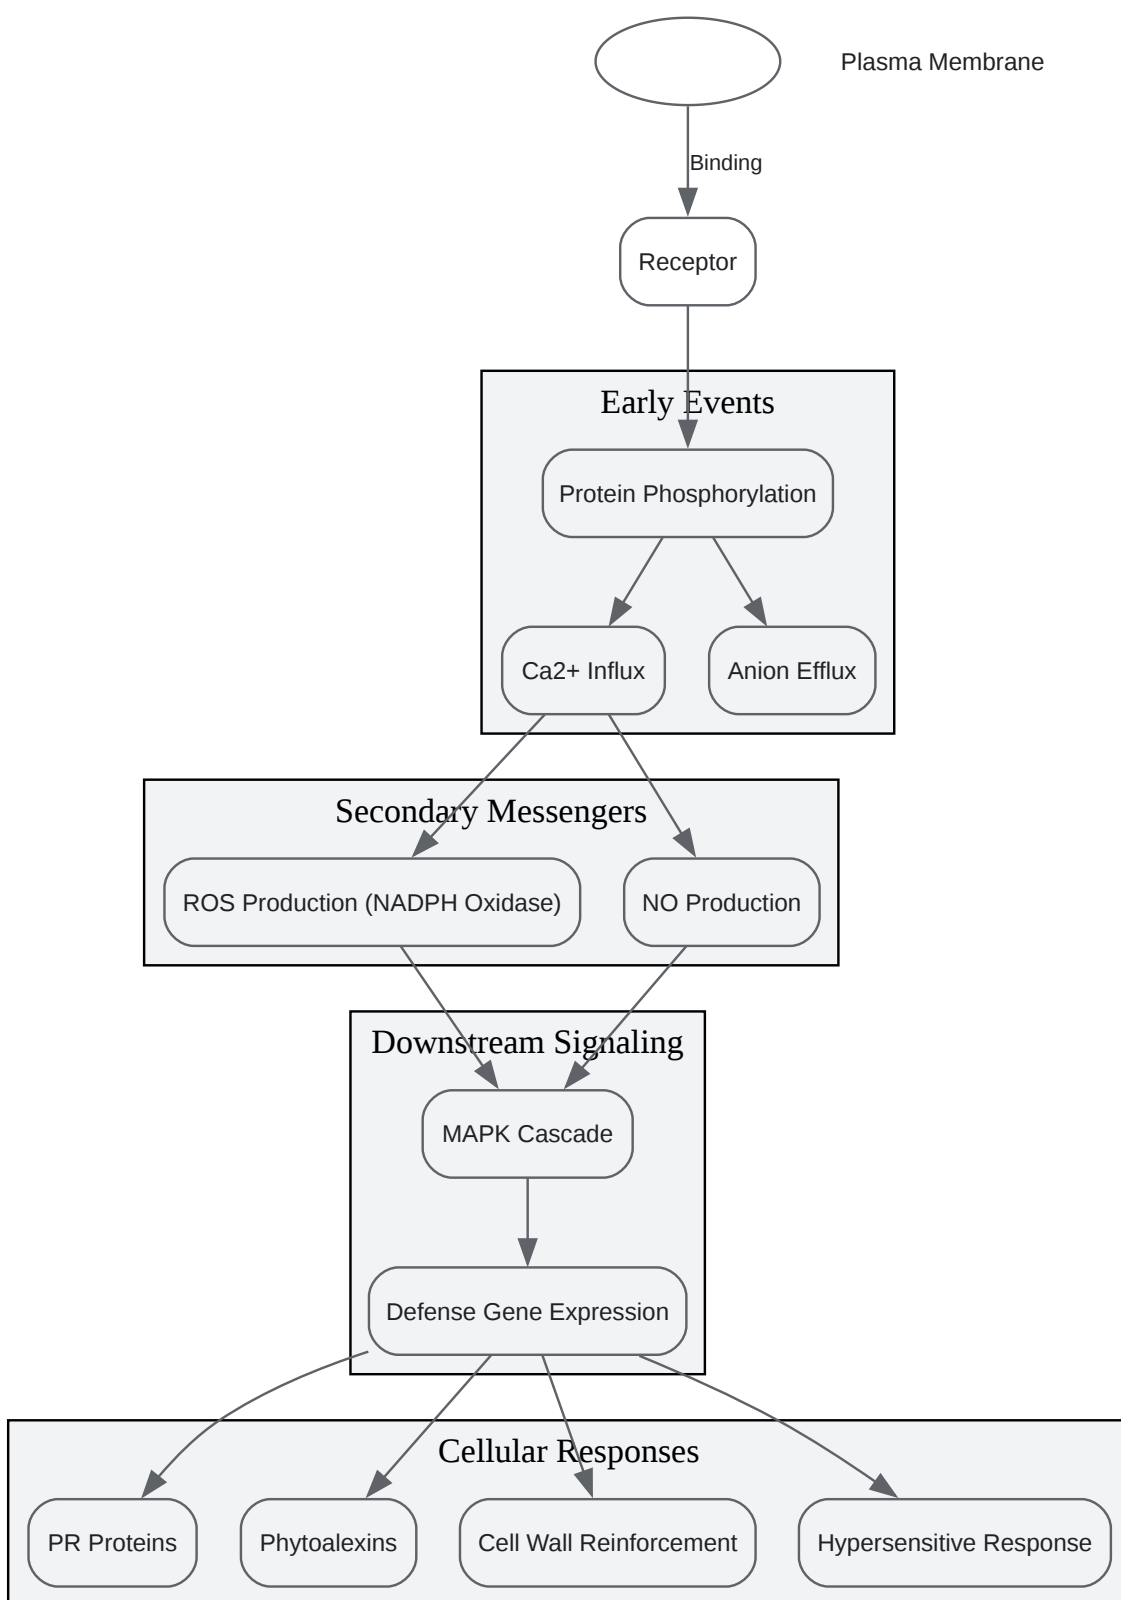 Plasma Membrane
Binding
Receptor
Early Events
Protein Phosphorylation
Ca2+ Influx
Anion Efflux
Secondary Messengers
ROS Production (NADPH Oxidase)
NO Production
Downstream Signaling
MAPK Cascade
Defense Gene Expression
Cellular Responses
PR Proteins
Phytoalexins
Cell Wall Reinforcement
Hypersensitive Response